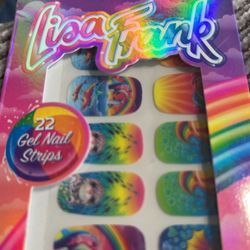 Lisa Frank
22
Gel Nail
Strips